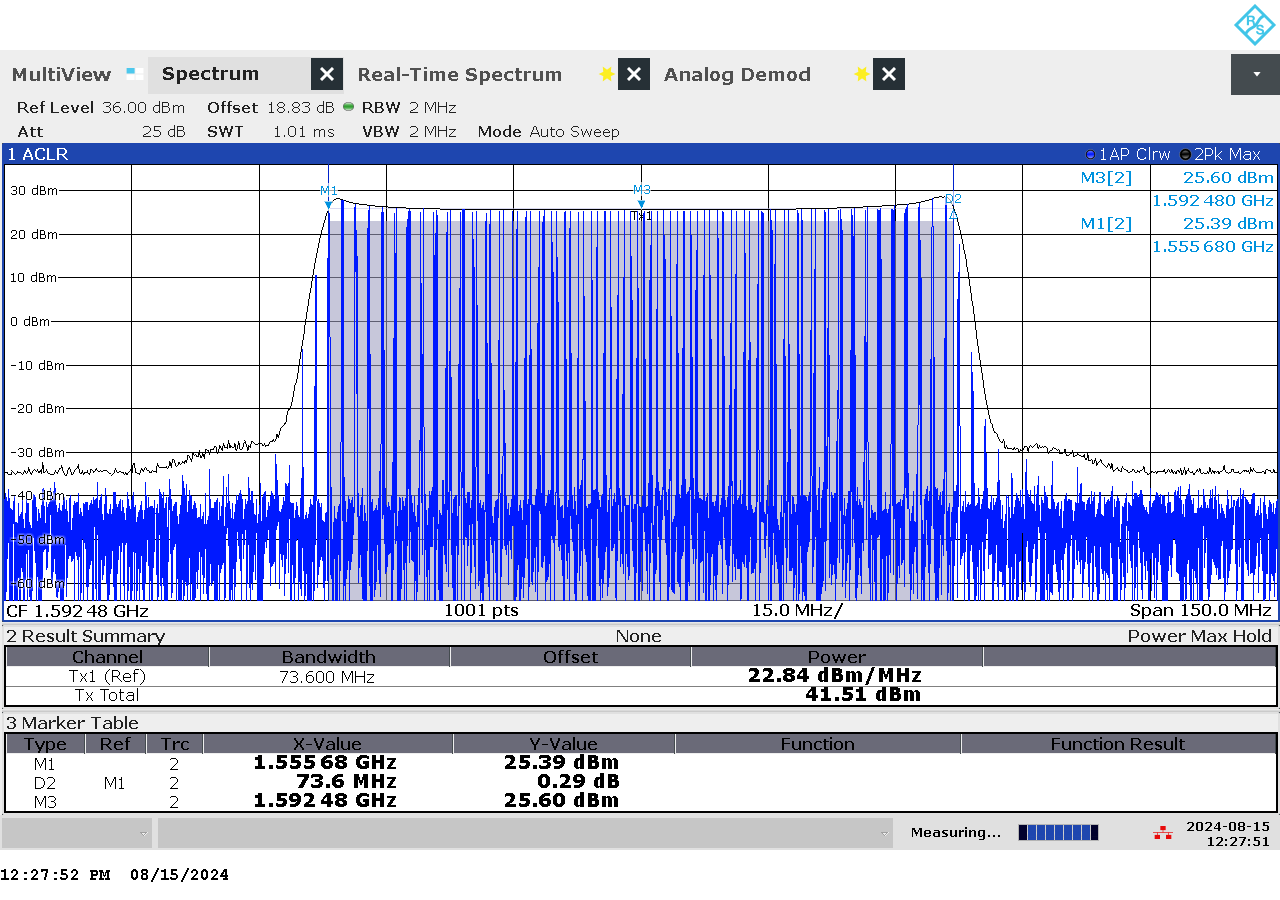 R&S
MultiView Spectrum Real-Time Spectrum Analog Demod
Ref Level 36.00 dBm Offset 18.83 dB RBW 2 MHz
Att 25 dB SWT 1.01 ms VBW 2 MHz Mode Auto Sweep
1 ACLR 1AP Clrw 2Pk Max
M3[2] 25.60 dBm
1.592 480 GHz
M1[2] 25.39 dBm
1.555 680 GHz
M1 M3 D2
Tx1
30 dBm
20 dBm
10 dBm
0 dBm
-10 dBm
-20 dBm
-30 dBm
-40 dBm
-50 dBm
-60 dBm
CF 1.592 48 GHz 1001 pts 15.0 MHz/ Span 150.0 MHz
2 Result Summary None Power Max Hold
Channel Bandwidth Offset Power
Tx1 (Ref) 73.600 MHz 22.84 dBm/MHz
Tx Total 41.51 dBm
3 Marker Table
Type Ref Trc X-Value Y-Value Function Function Result
M1 2 1.555 68 GHz 25.39 dBm
D2 M1 2 73.6 MHz 0.29 dB
M3 2 1.592 48 GHz 25.60 dBm
Measuring... 2024-08-15
12:27:51
12:27:52 PM 08/15/2024